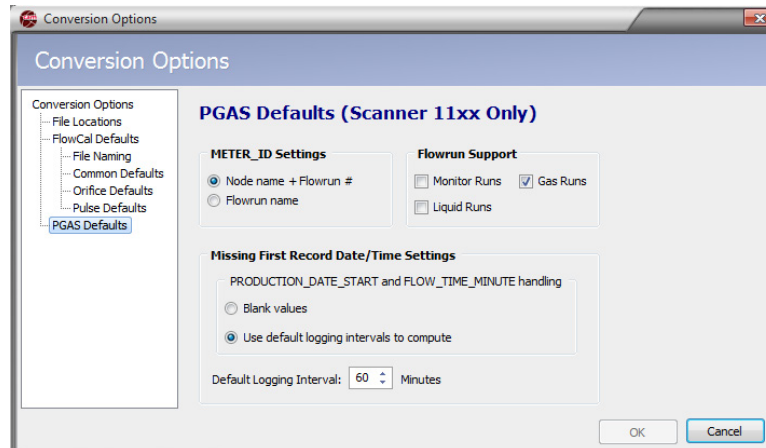 Conversion Options
Conversion Options
Conversion Options
File Locations
FlowCal Defaults
File Naming
Common Defaults
Orifice Defaults
Pulse Defaults
PGAS Defaults
PGAS Defaults (Scanner 11xx Only)
METER_ID Settings
Node name + Flowrun #
Flowrun name
Flowrun Support
Monitor Runs Gas Runs
Liquid Runs
Missing First Record Date/Time Settings
PRODUCTION_DATE_START and FLOW_TIME_MINUTE handling
Blank values
Use default logging intervals to compute
Default Logging Interval: 60 Minutes
OK Cancel